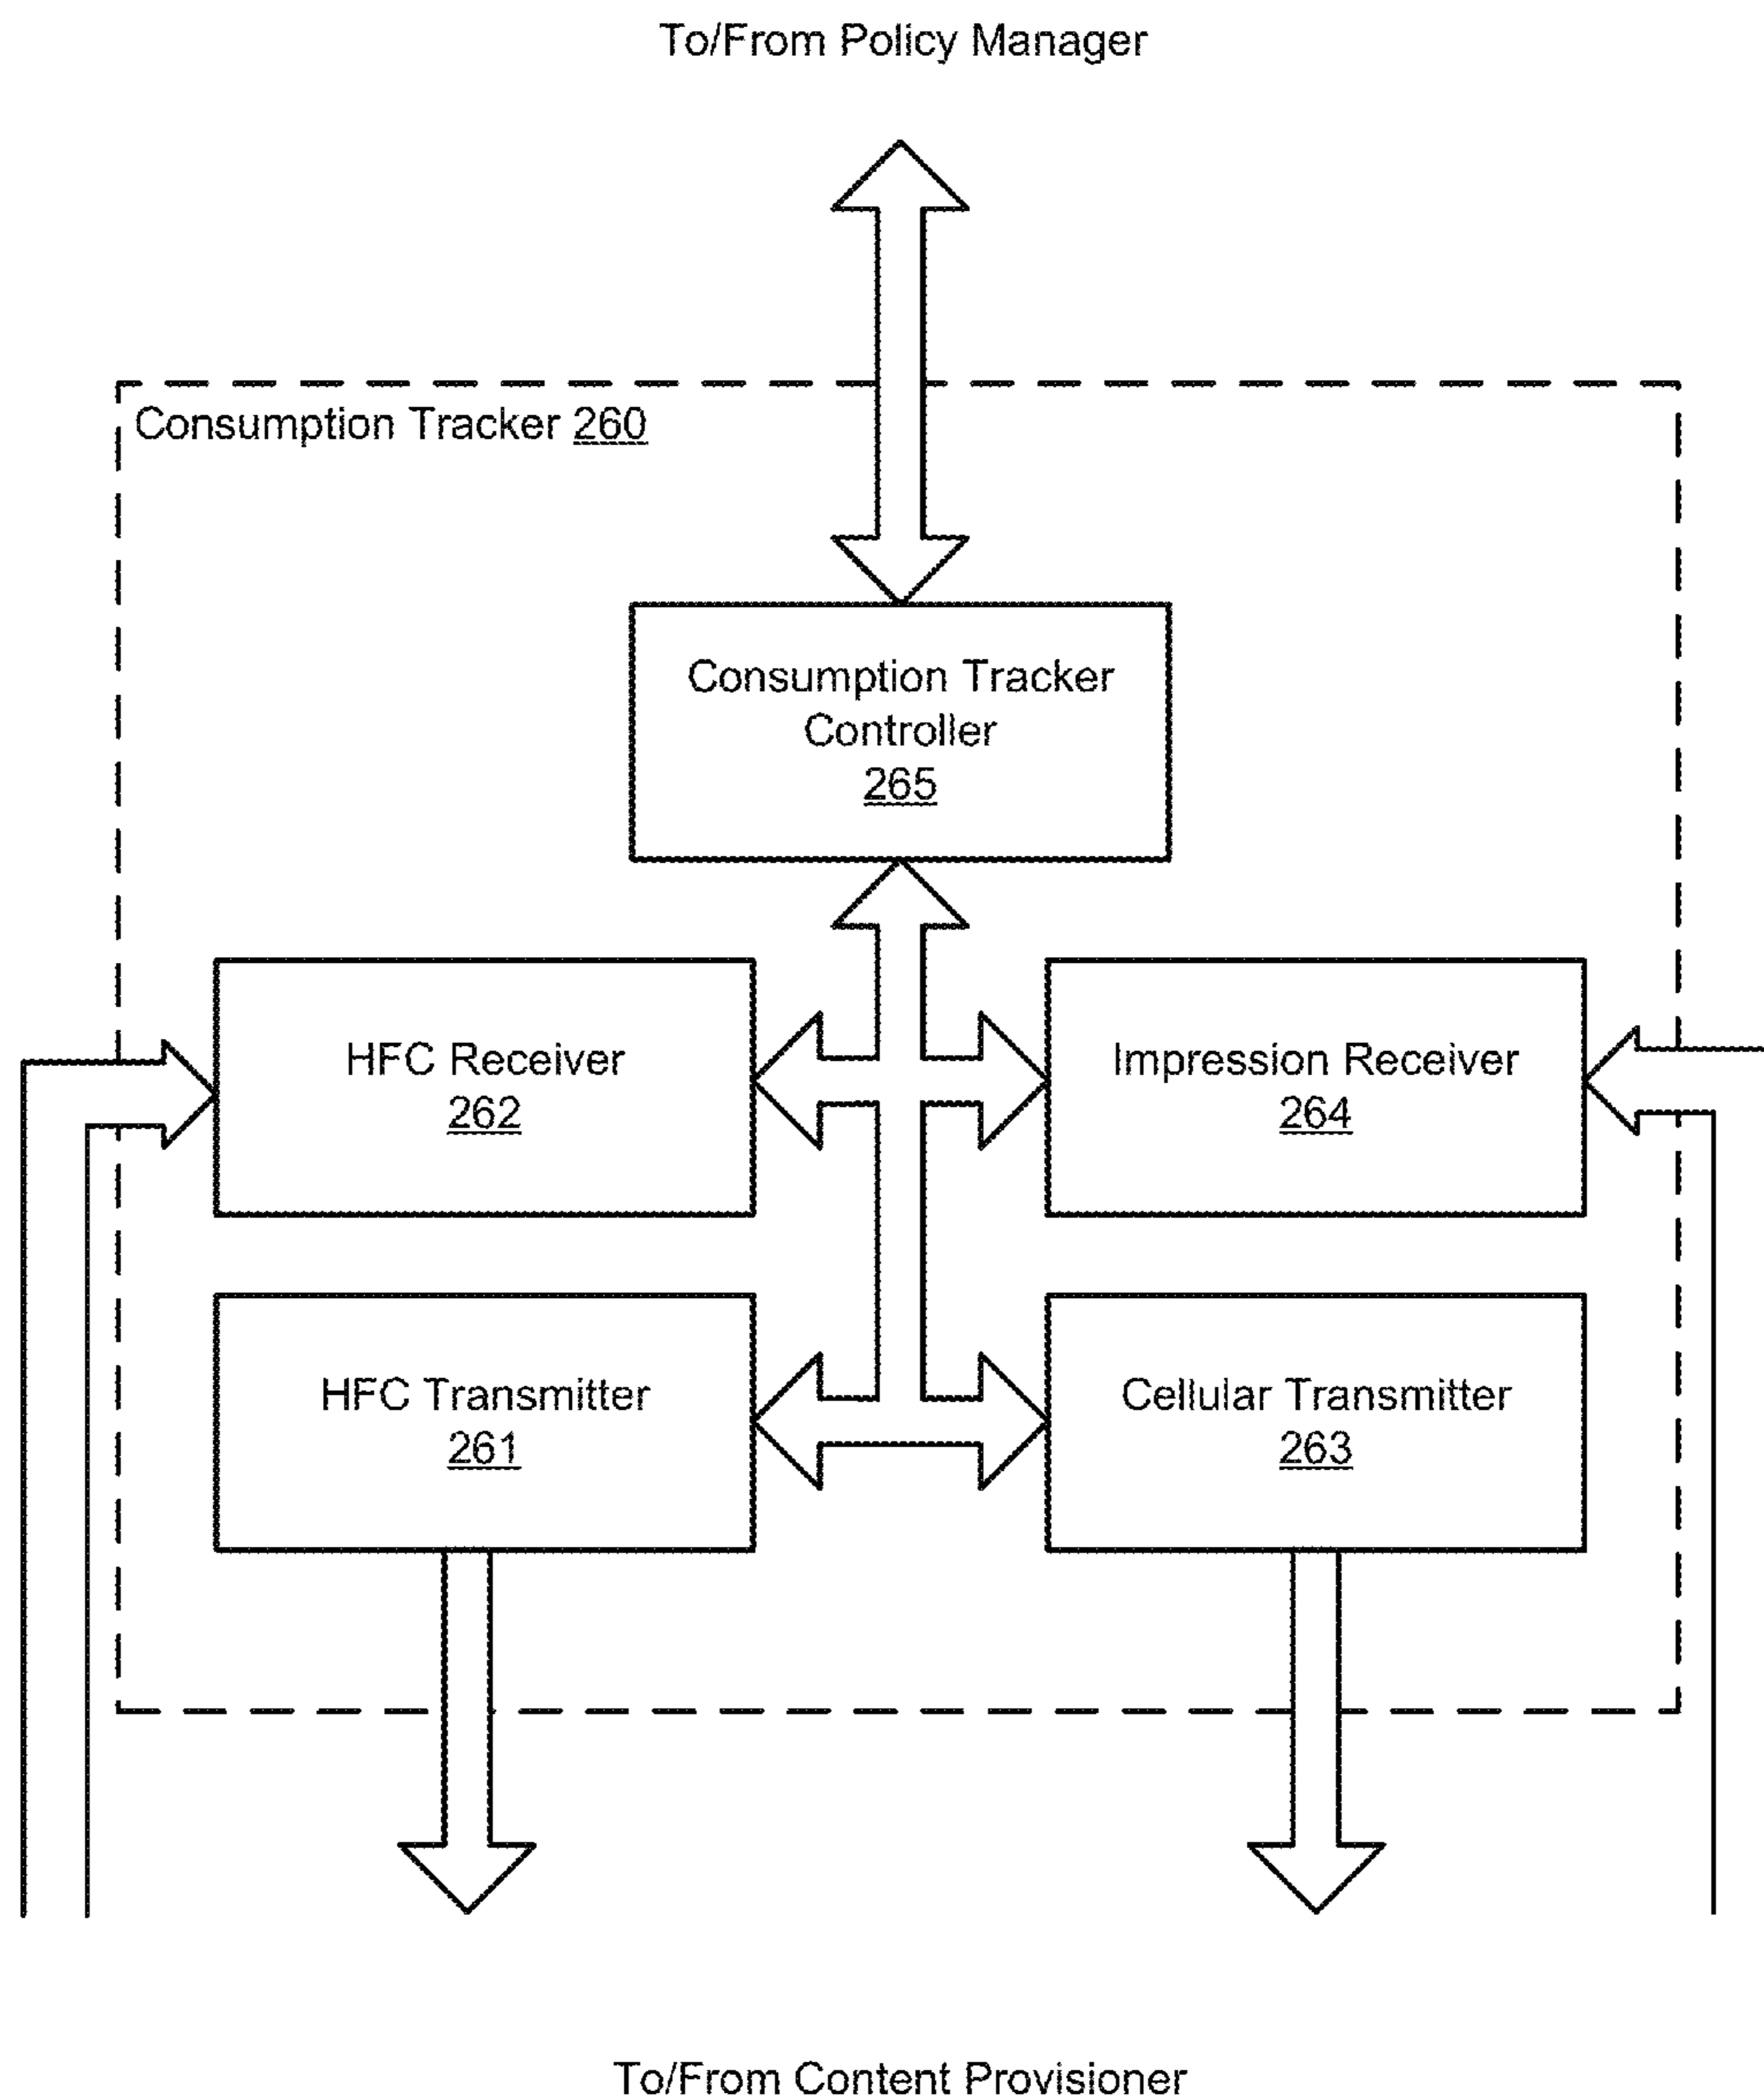 To/From Policy Manager
Consumption Tracker 260
Consumption Tracker
Controller
265
HFC Receiver
262
Impression Receiver
264
HFC Transmitter
261
Cellular Transmitter
263
To/From Content Provisioner